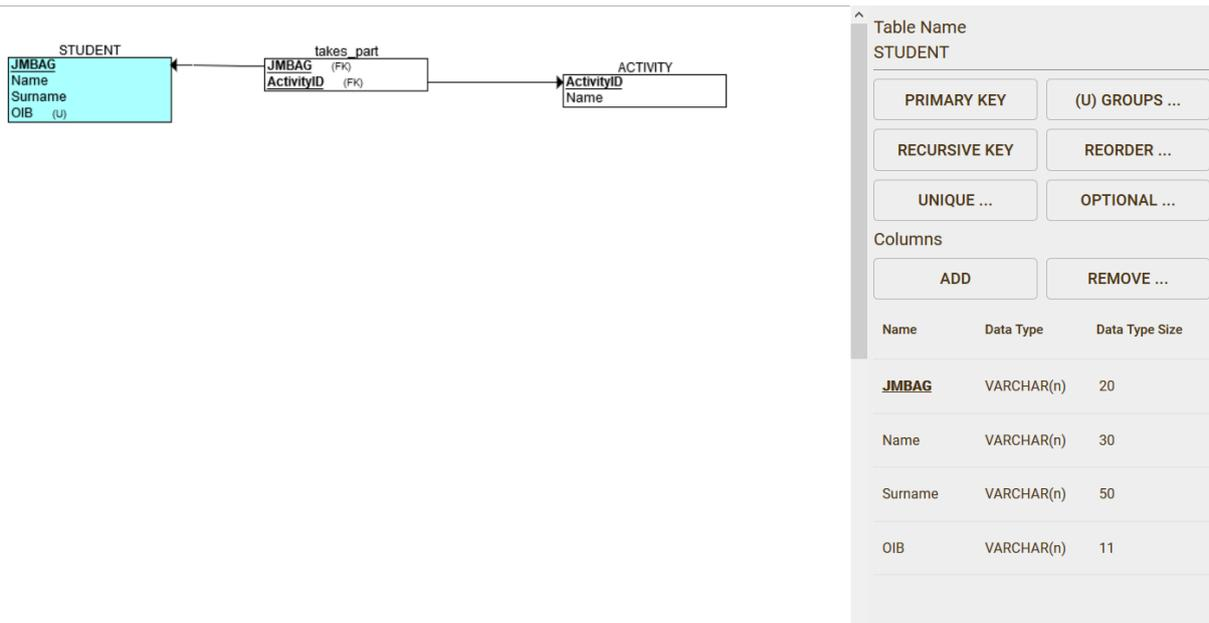 STUDENT
JMBAG
Name
Surname
OIB (U)
takes_part
JMBAG (FK)
ActivityID (FK)
ACTIVITY
ActivityID
Name
Table Name
STUDENT
PRIMARY KEY (U) GROUPS ...
RECURSIVE KEY REORDER ...
UNIQUE ... OPTIONAL ...
Columns
ADD REMOVE ...
Name Data Type Data Type Size
JMBAG VARCHAR(n) 20
Name VARCHAR(n) 30
Surname VARCHAR(n) 50
OIB VARCHAR(n) 11